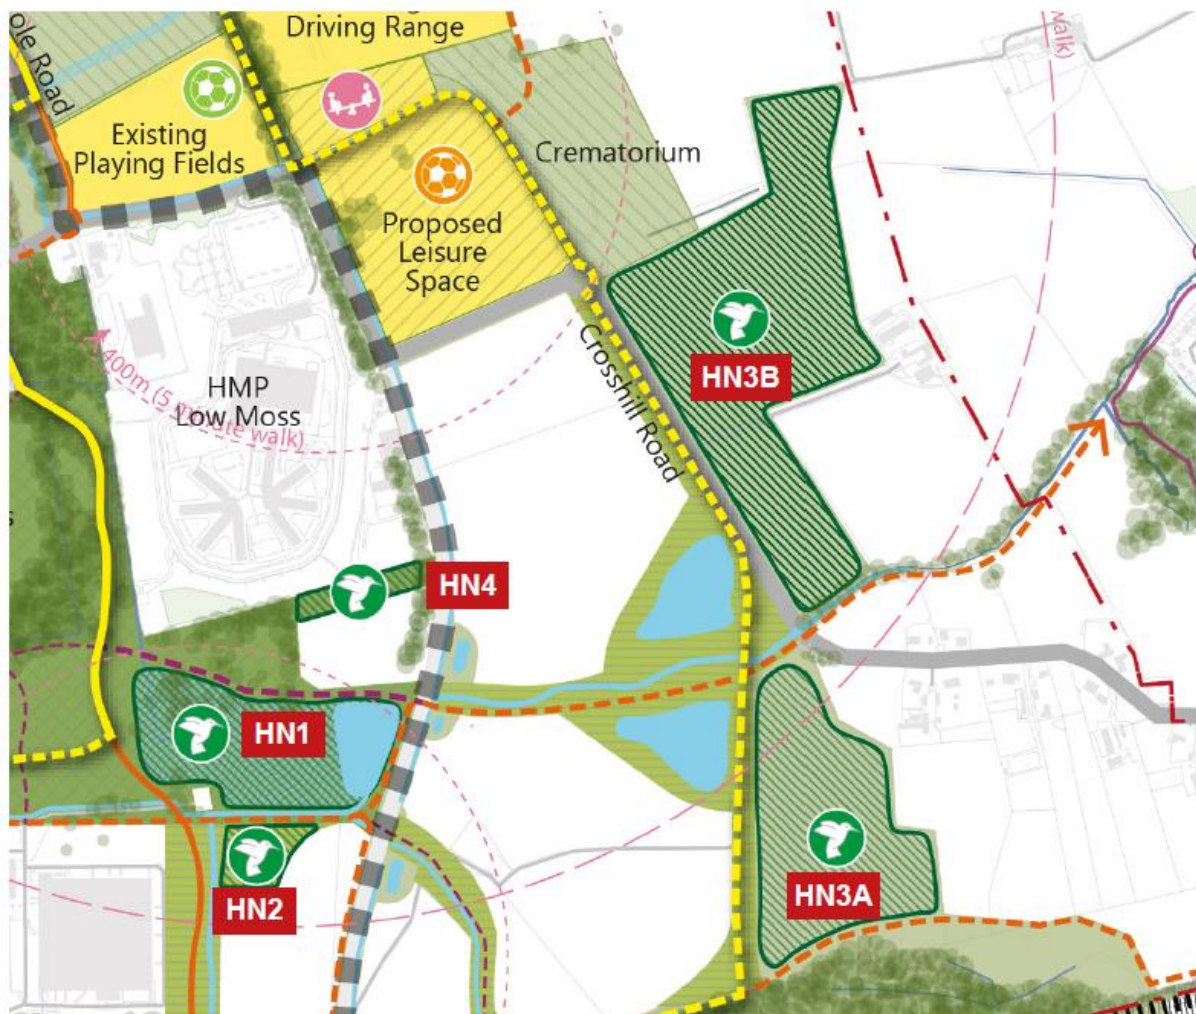 Driving Range
ole Road
Existing
Playing Fields
Crematorium
Proposed
Leisure
Space
walk)
HN3B
Crosshill Road
400m (5 minute walk)
HMP
Low Moss
HN4
HN1
HN2
HN3A